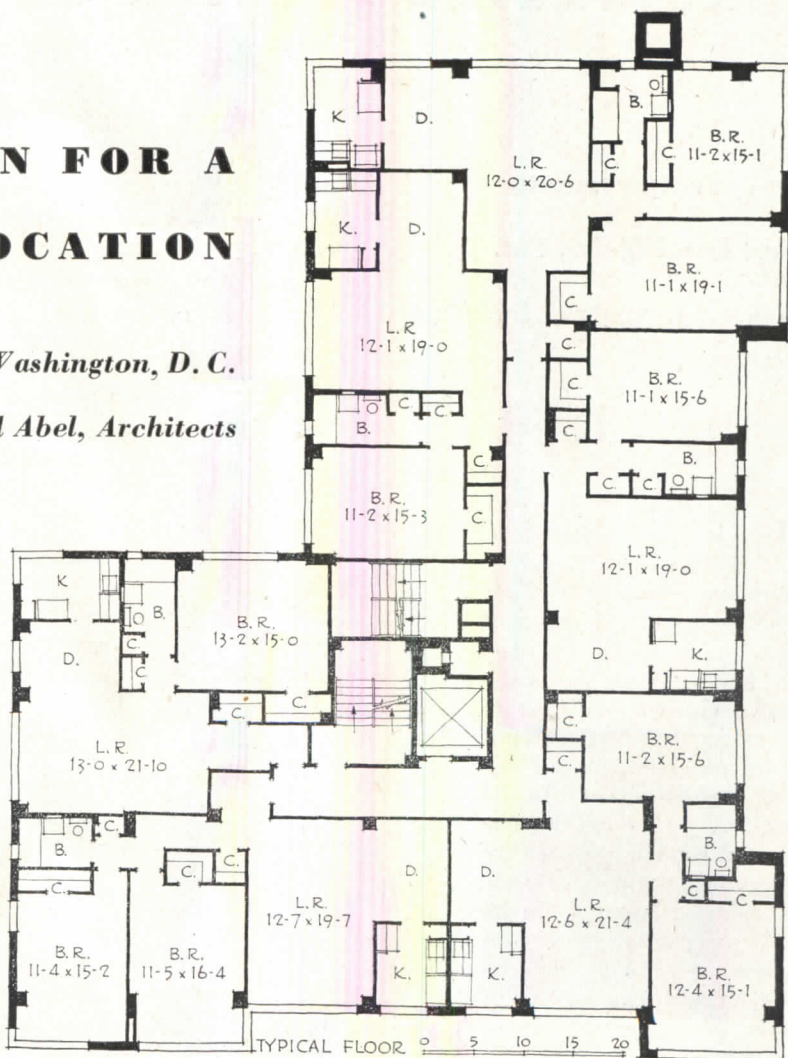 N FOR A
OCATION
Washington, D. C.
l Abel, Architects
K.
D.
L. R.
12-0 x 20-6
B.
C.
C.
B. R.
11-2 x 15-1
K.
D.
L. R
12-1 x 19-0
B. R.
11-1 x 19-1
C.
C.
C.
C.
B. R.
11-1 x 15-6
B.
C.
C.
B.
C.
C.
C.
C.
B. R.
11-2 x 15-3
L. R.
12-1 x 19-0
D.
K.
K
B.
C.
C.
B. R.
13-2 x 15-0
D.
L. R.
13-0 x 21-10
C.
C.
C.
C.
B. R.
11-2 x 15-6
B.
C.
C.
C.
C.
B. R.
11-4 x 15-2
B. R.
11-5 x 16-4
L. R.
12-7 x 19-7
D.
K.
D.
K.
L. R.
12-6 x 21-4
B.
C.
C.
B. R.
12-4 x 15-1
TYPICAL FLOOR 0 5 10 15 20